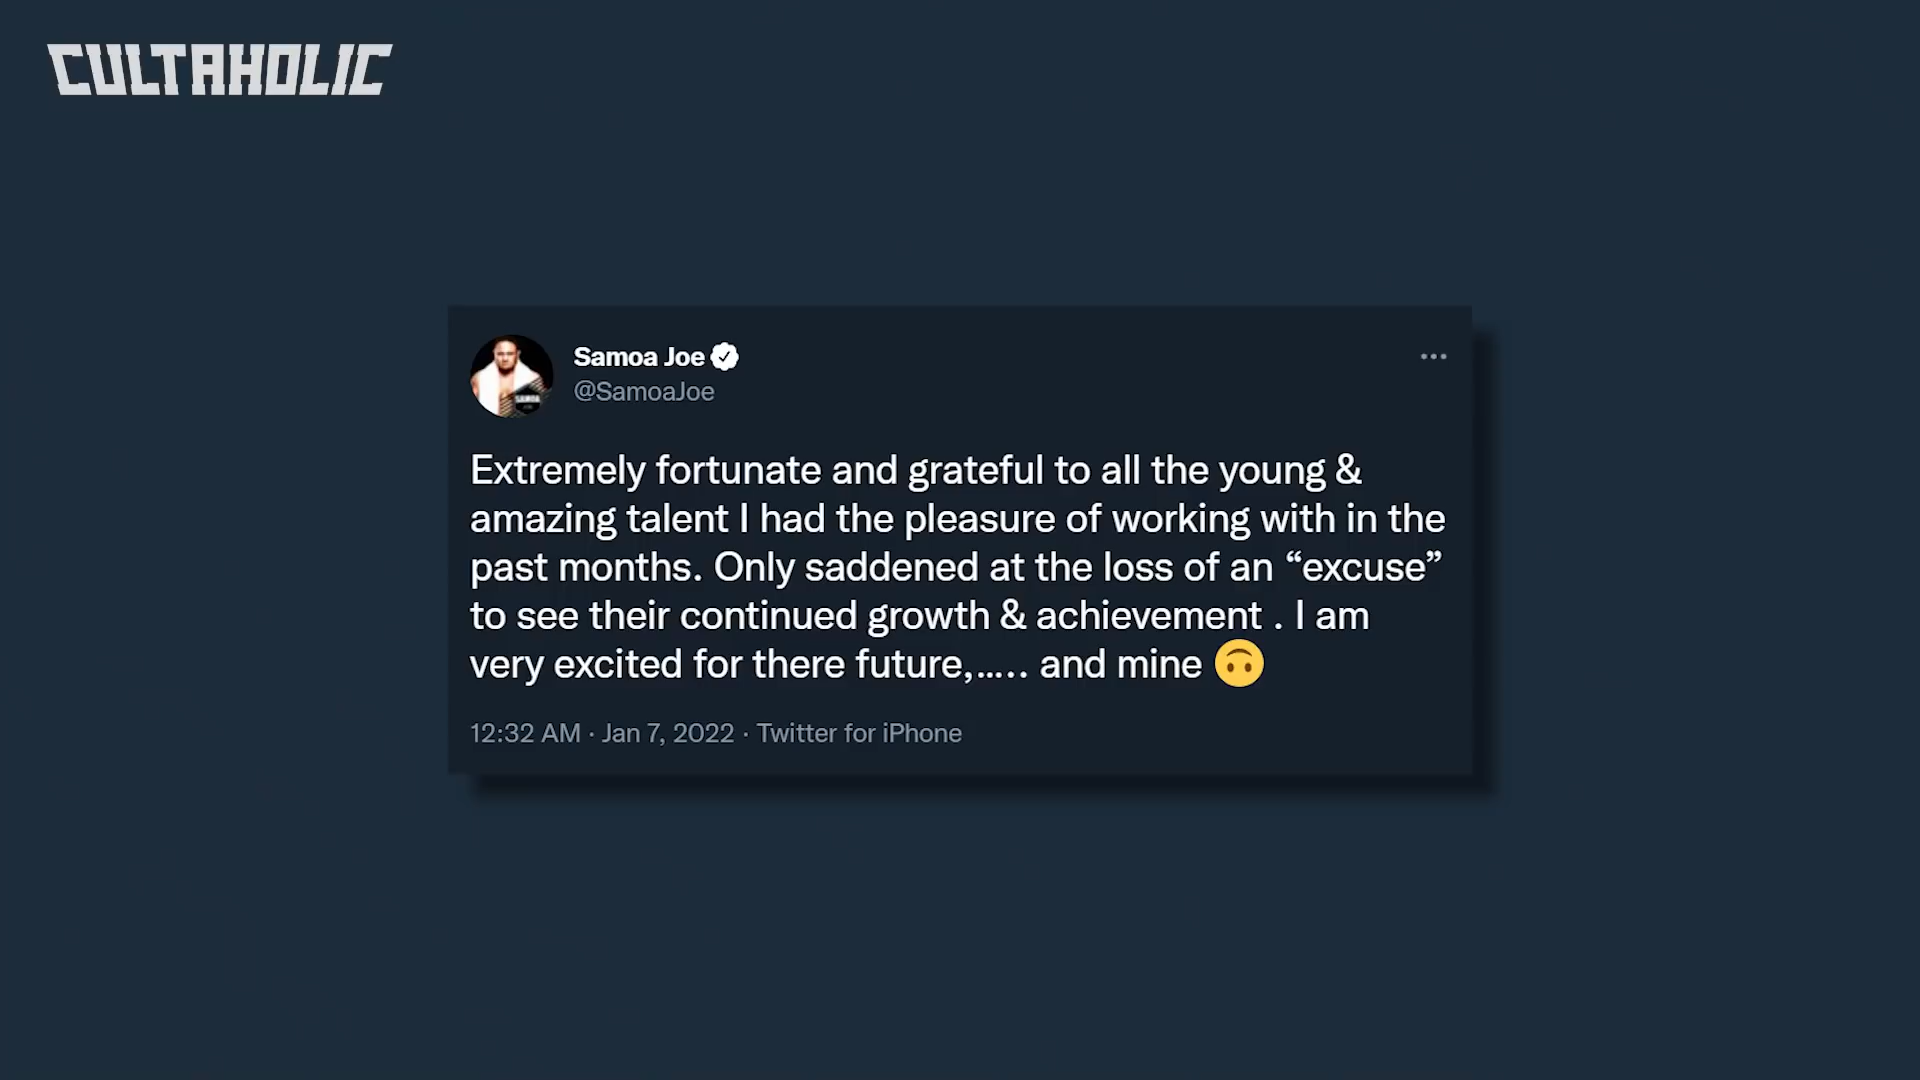 CULTAHOLIC
Samoa Joe
@SamoaJoe
Extremely fortunate and grateful to all the young &
amazing talent I had the pleasure of working with in the
past months. Only saddened at the loss of an “excuse”
to see their continued growth & achievement . I am
very excited for there future,….. and mine 🙃
12:32 AM · Jan 7, 2022 · Twitter for iPhone